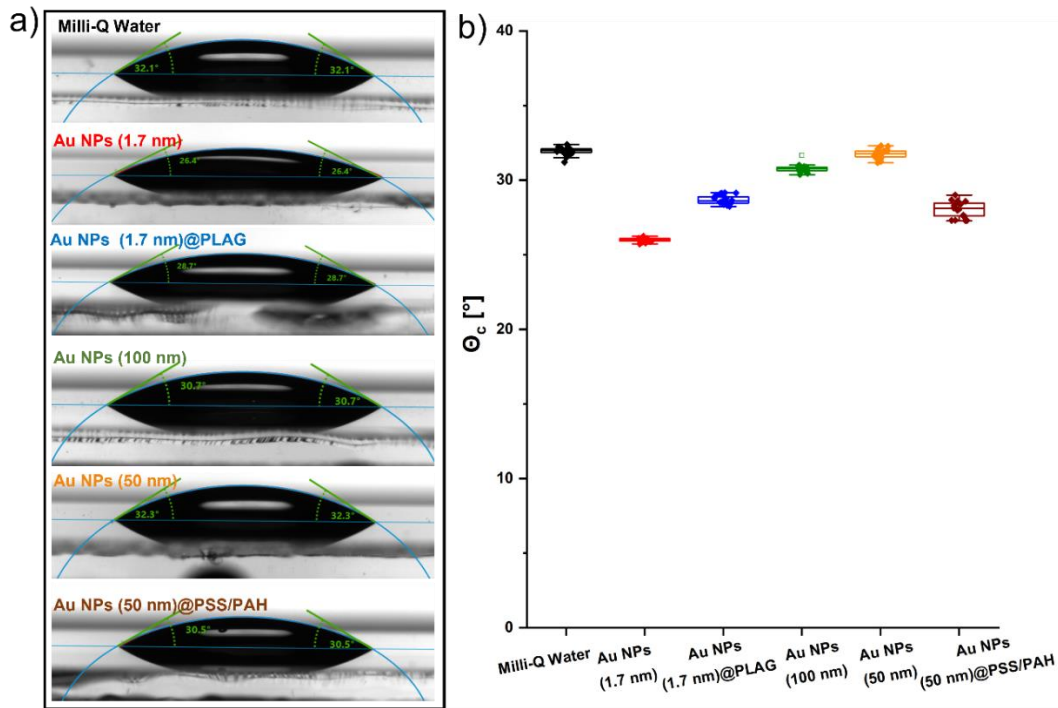 a)
Milli-Q Water
32.1°
32.1°
Au NPs (1.7 nm)
26.4°
26.4°
Au NPs (1.7 nm)@PLAG
28.7°
28.7°
Au NPs (100 nm)
30.7°
30.7°
Au NPs (50 nm)
32.3°
32.3°
Au NPs (50 nm)@PSS/PAH
30.5°
30.5°
b)
40
30
20
10
0
Θc [°]
Milli-Q Water
Au NPs
(1.7 nm)
Au NPs
(1.7 nm)@PLAG
Au NPs
(100 nm)
Au NPs
(50 nm)
Au NPs
(50 nm)@PSS/PAH